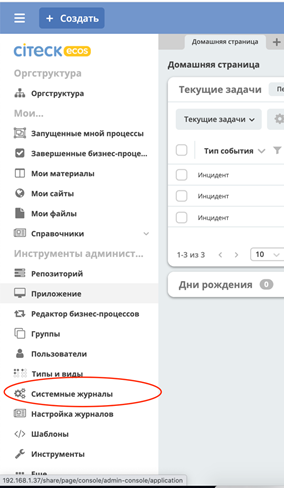 + Создать
Домашняя страница
+
CITECK ecos
Домашняя страница
Оргструктура
Оргструктура
Текущие задачи
Мои...
Текущие задачи
Запущенные мной процессы
Завершенные бизнес-проце...
Тип события
Мои материалы
Инцидент
Мои сайты
Инцидент
Мои файлы
Инцидент
Справочники
1-3 из 3
10
Инструменты админист...
Репозиторий
Дни рождения 0
Приложение
Редактор бизнес-процессов
Группы
Пользователи
Типы и виды
Системные журналы
Настройка журналов
Шаблоны
Инструменты
Еще
192.168.1.37/share/page/console/admin-console/application